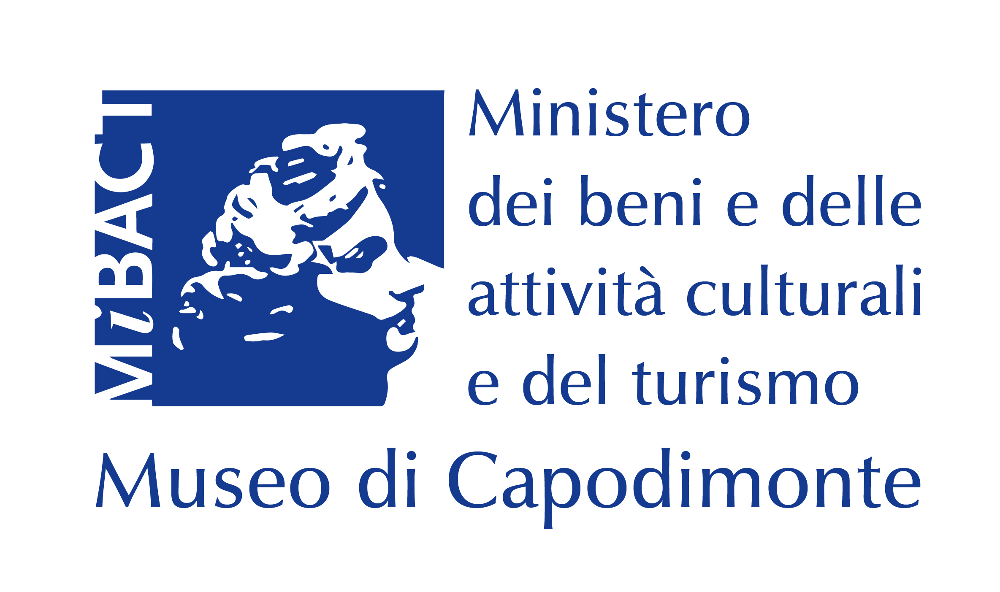 MiBACT
Ministero
dei beni e delle
attività culturali
e del turismo
Museo di Capodimonte